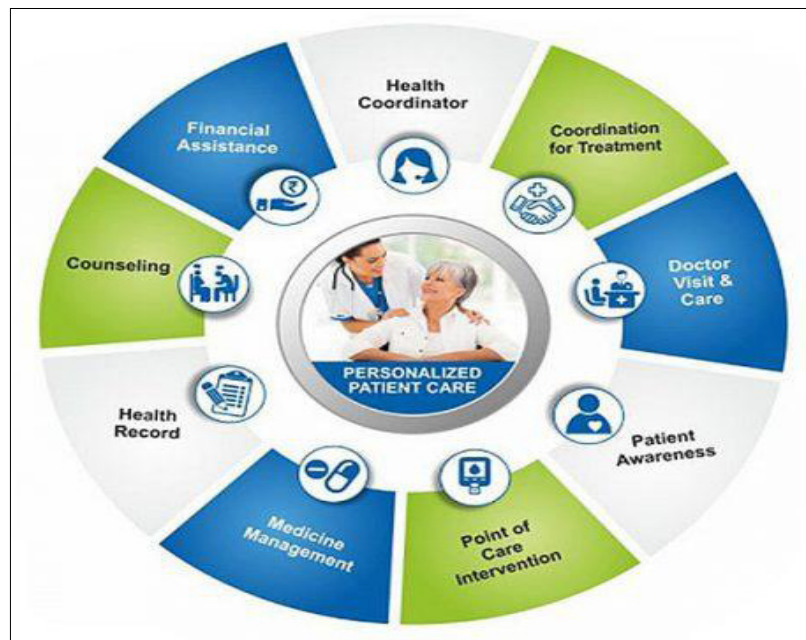 Health
Coordinator
Coordination
for Treatment
Doctor
Visit &
Care
Patient
Awareness
Point of
Care
Intervention
Medicine
Management
Health
Record
Counseling
Financial
Assistance
₹
PERSONALIZED
PATIENT CARE